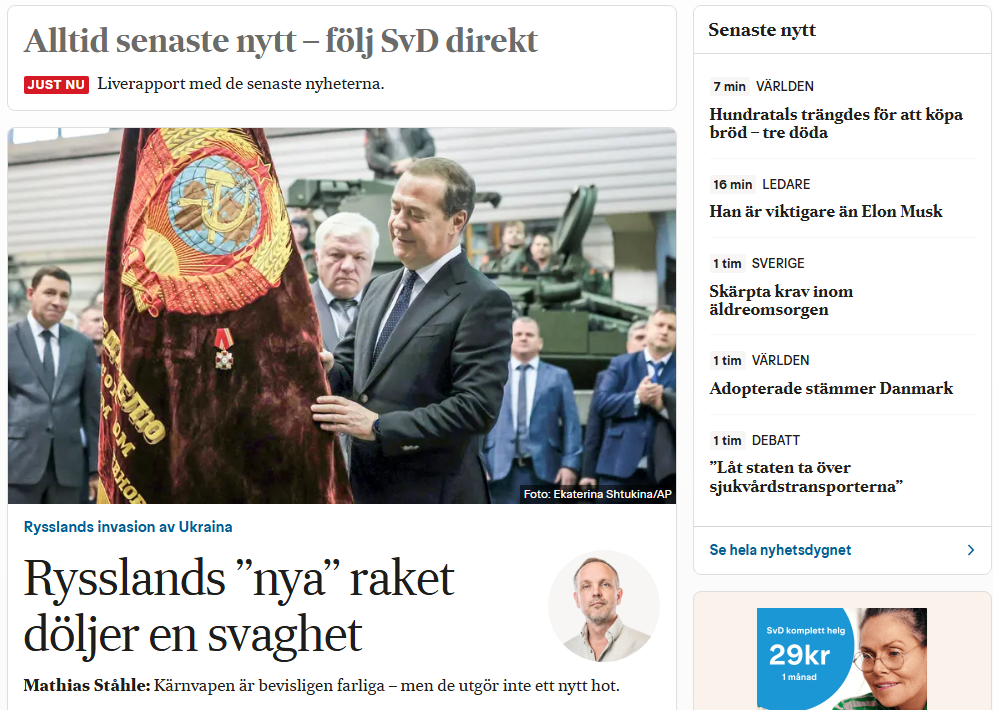 Alltid senaste nytt – följ SvD direkt
JUST NU Liverapport med de senaste nyheterna.
Foto: Ekaterina Shtukina/AP
Rysslands invasion av Ukraina
Rysslands ”nya” raket
döljer en svaghet
Mathias Ståhle: Kärnvapen är bevisligen farliga – men de utgör inte ett nytt hot.
Senaste nytt
7 min VÄRLDEN
Hundratals trängdes för att köpa
bröd – tre döda
16 min LEDARE
Han är viktigare än Elon Musk
1 tim SVERIGE
Skärpta krav inom
äldreomsorgen
1 tim VÄRLDEN
Adopterade stämmer Danmark
1 tim DEBATT
”Låt staten ta över
sjukvårdstransporterna”
Se hela nyhetsdygnet
SvD komplett helg
29kr
1 månad